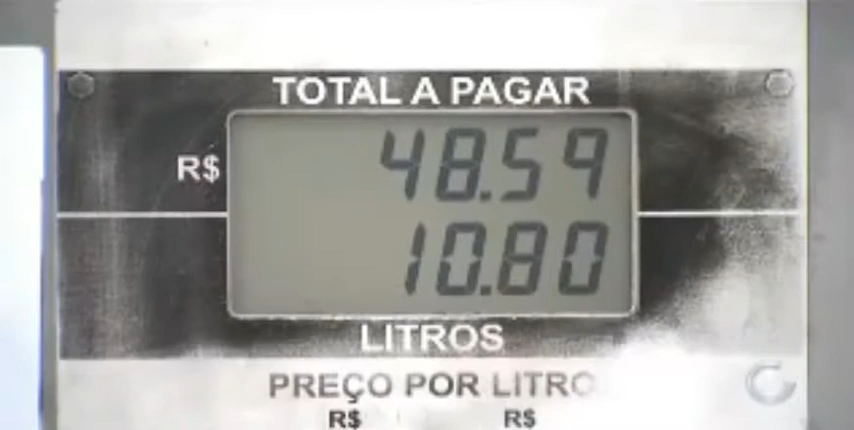 TOTAL A PAGAR
R$ 48.59
10.80
LITROS
PREÇO POR LITRO
R$ R$